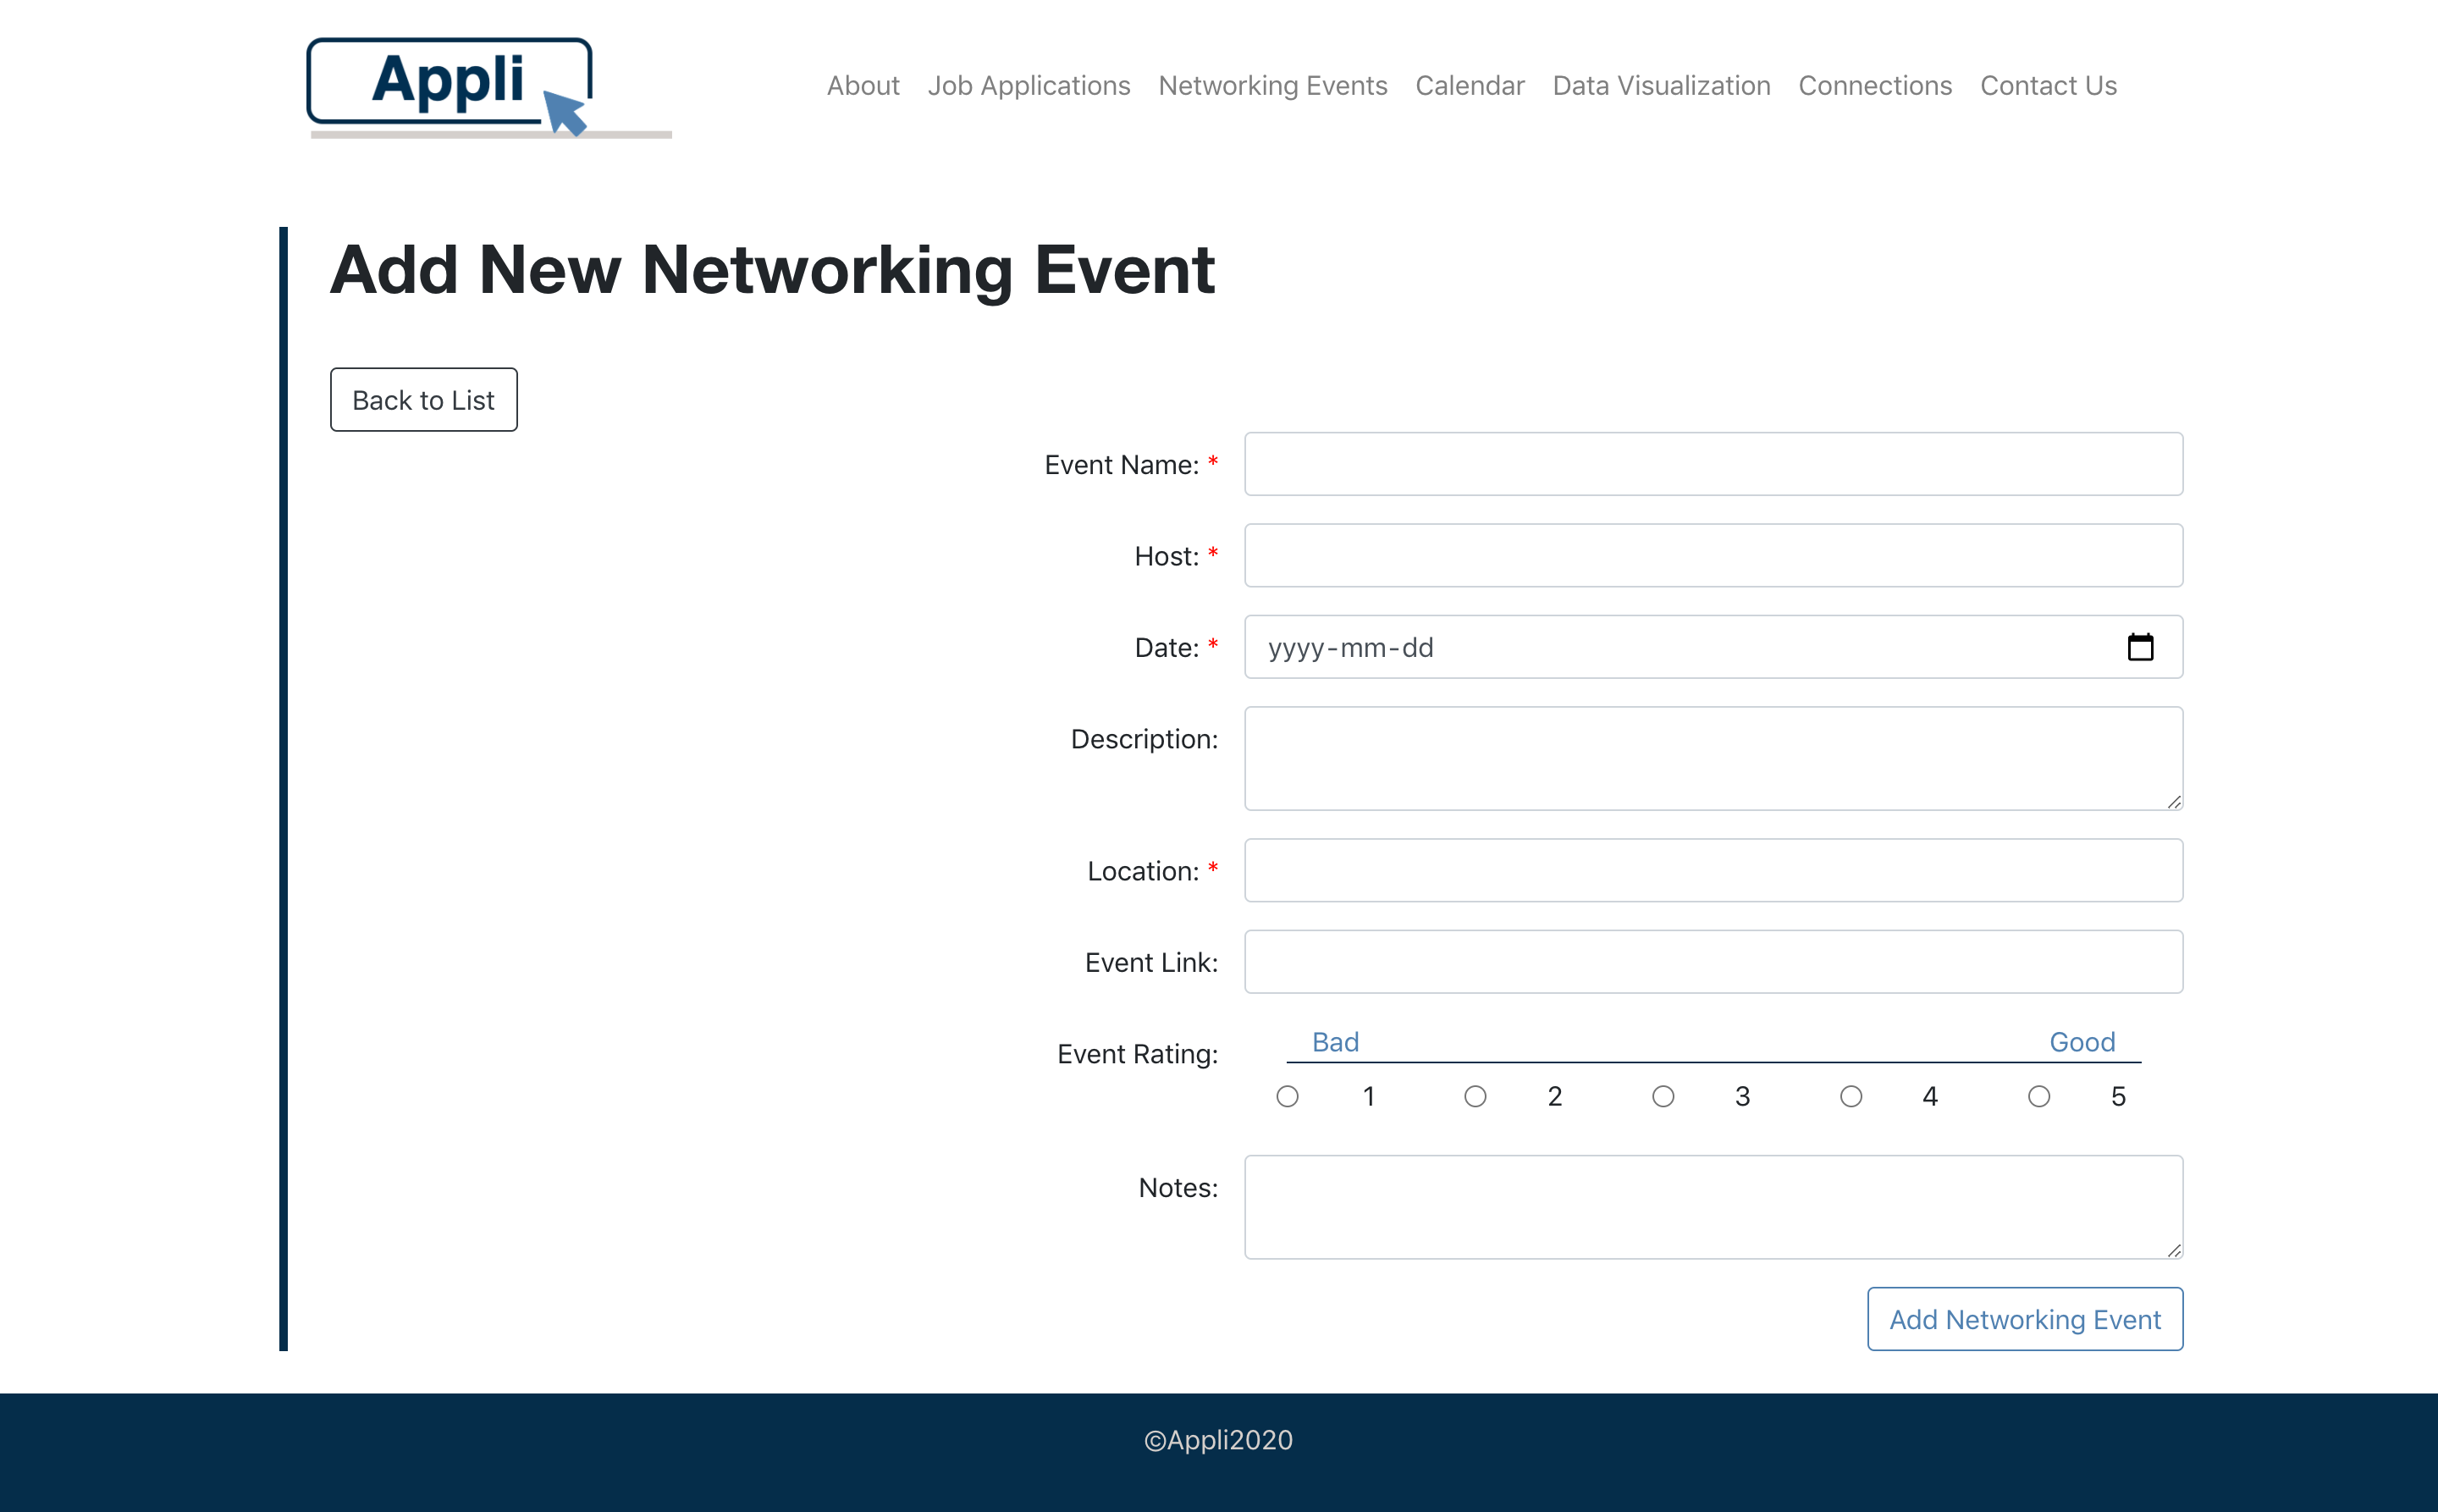 Appli
About Job Applications Networking Events Calendar Data Visualization Connections Contact Us
Add New Networking Event
Back to List
Event Name: *
Host: *
Date: * yyyy-mm-dd
Description:
Location: *
Event Link:
Event Rating: Bad Good
1 2 3 4 5
Notes:
Add Networking Event
©Appli2020